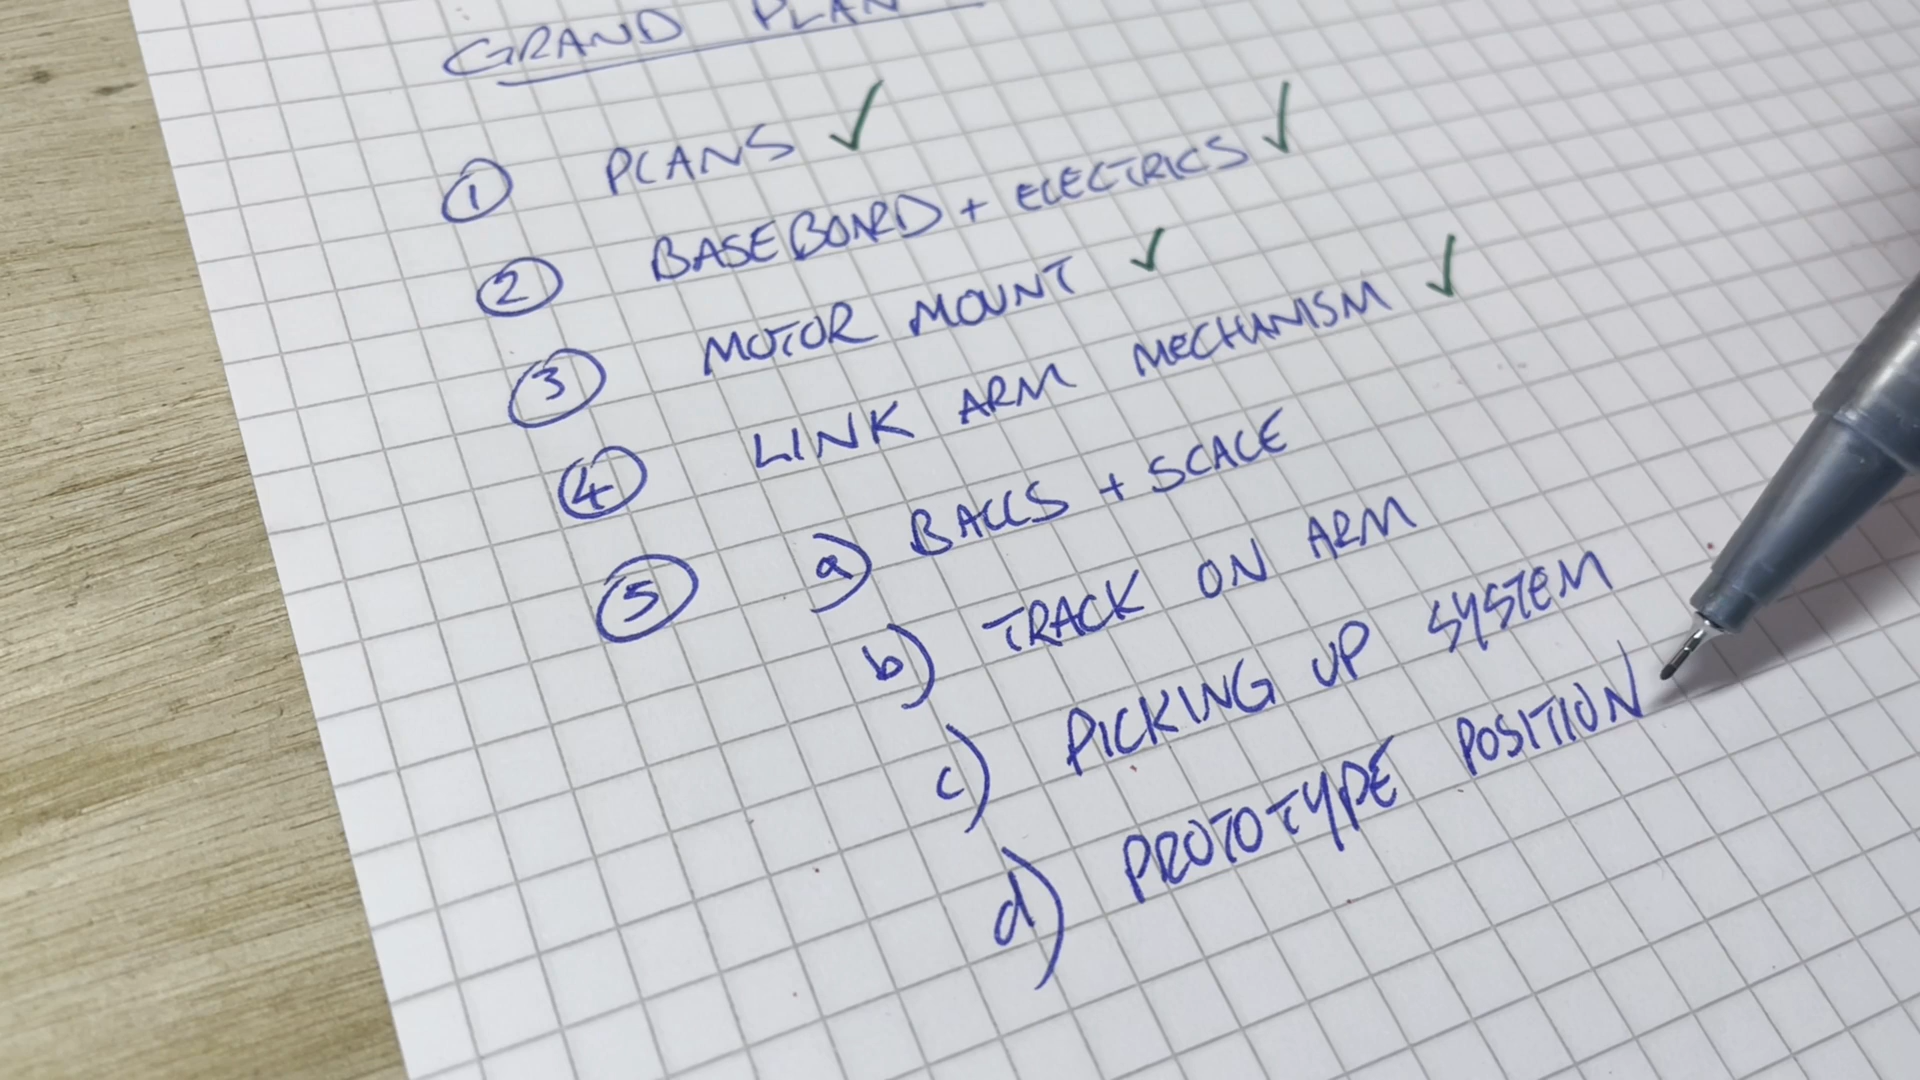 GRAND PLAN
① PLANS ✓
② BASEBOARD + ELECTRICS ✓
③ MOTOR MOUNT ✓
④ LINK ARM MECHANISM ✓
⑤ a) BALLS + SCALE
b) TRACK ON ARM
c) PICKING UP SYSTEM
d) PROTOTYPE POSITION